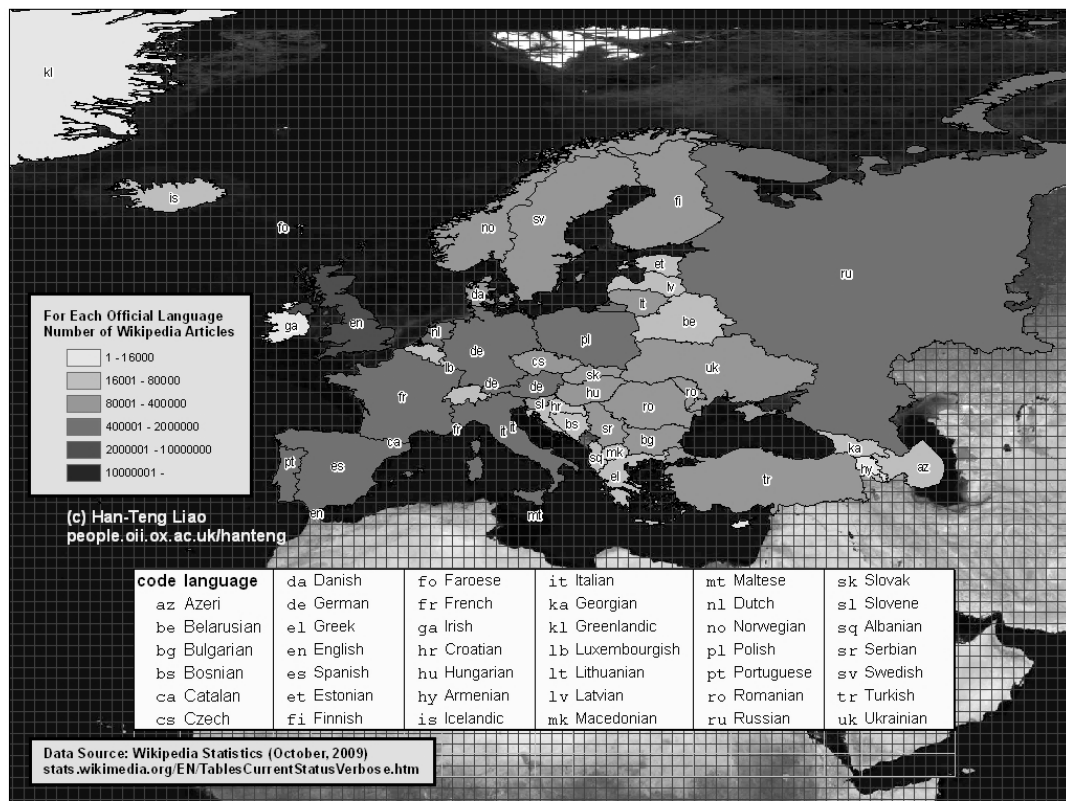 kl
is
fo
no
sv
fi
ru
et
lv
lt
da
be
For Each Official Language
Number of Wikipedia Articles
1 - 16000
16001 - 80000
80001 - 400000
400001 - 2000000
2000001 - 10000000
10000001 -
ga
en
nl
de
pl
lb
cs
sk
uk
de
de
hu
fr
ro
ro
sl
hr
bs
sr
fr
it
it
bg
ca
pt
es
sq
mk
el
ka
hy
az
tr
en
mt
(c) Han-Teng Liao
people.oii.ox.ac.uk/hanteng
code language
az Azeri
be Belarusian
bg Bulgarian
bs Bosnian
ca Catalan
cs Czech
da Danish
de German
el Greek
en English
es Spanish
et Estonian
fi Finnish
fo Faroese
fr French
ga Irish
hr Croatian
hu Hungarian
hy Armenian
is Icelandic
it Italian
ka Georgian
kl Greenlandic
lb Luxembourgish
lt Lithuanian
lv Latvian
mk Macedonian
mt Maltese
nl Dutch
no Norwegian
pl Polish
pt Portuguese
ro Romanian
ru Russian
sk Slovak
sl Slovene
sq Albanian
sr Serbian
sv Swedish
tr Turkish
uk Ukrainian
Data Source: Wikipedia Statistics (October, 2009)
stats.wikimedia.org/EN/TablesCurrentStatusVerbose.htm